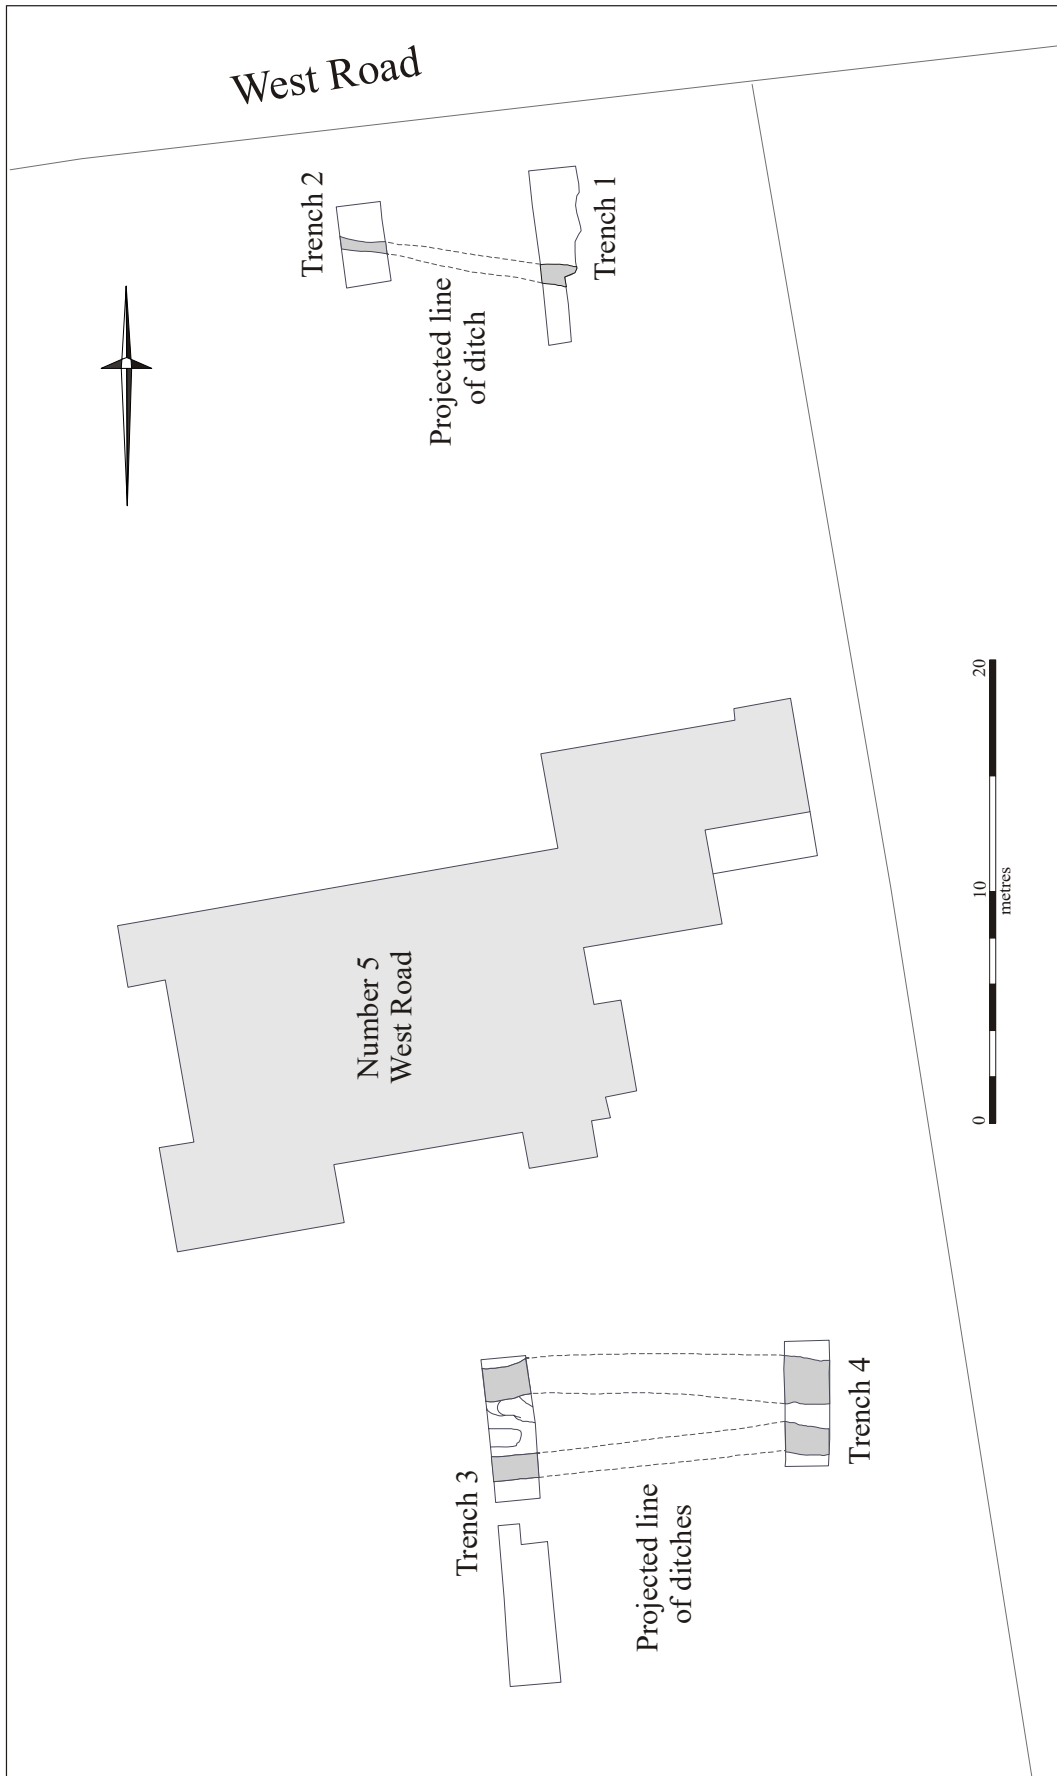 West Road
Trench 2
Trench 1
Projected line
of ditch
Number 5
West Road
20
10
0
metres
Trench 3
Trench 4
Projected line
of ditches